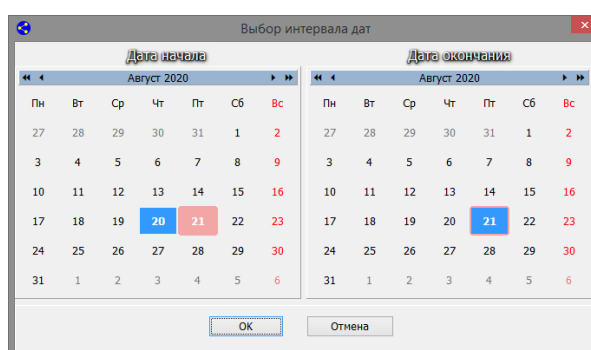 Выбор интервала дат
Дата начала
Август 2020
Пн Вт Ср Чт Пт Сб Вс
27 28 29 30 31 1 2
3 4 5 6 7 8 9
10 11 12 13 14 15 16
17 18 19 20 21 22 23
24 25 26 27 28 29 30
31 1 2 3 4 5 6
Дата окончания
Август 2020
Пн Вт Ср Чт Пт Сб Вс
27 28 29 30 31 1 2
3 4 5 6 7 8 9
10 11 12 13 14 15 16
17 18 19 20 21 22 23
24 25 26 27 28 29 30
31 1 2 3 4 5 6
ОК Отмена